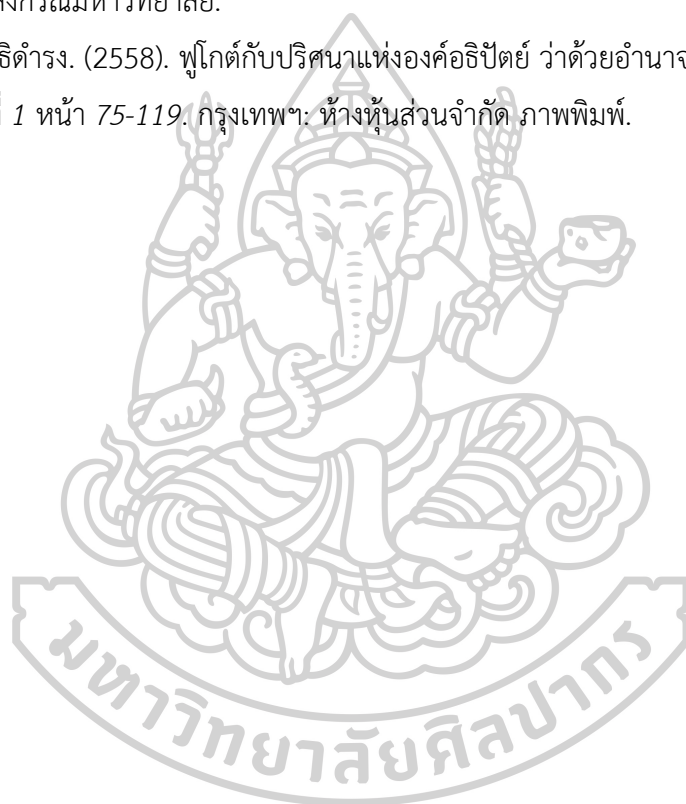 ลงกรณ์มหาวิทยาลัย.
ธิดำรง. (2558). ฟูโกต์กับปริศนาแห่งองค์อธิปัตย์ ว่าด้วยอำนาจ
1 หน้า 75-119. กรุงเทพฯ: ห้างหุ้นส่วนจำกัด ภาพพิมพ์.
มหาวิทยาลัยศิลปากร